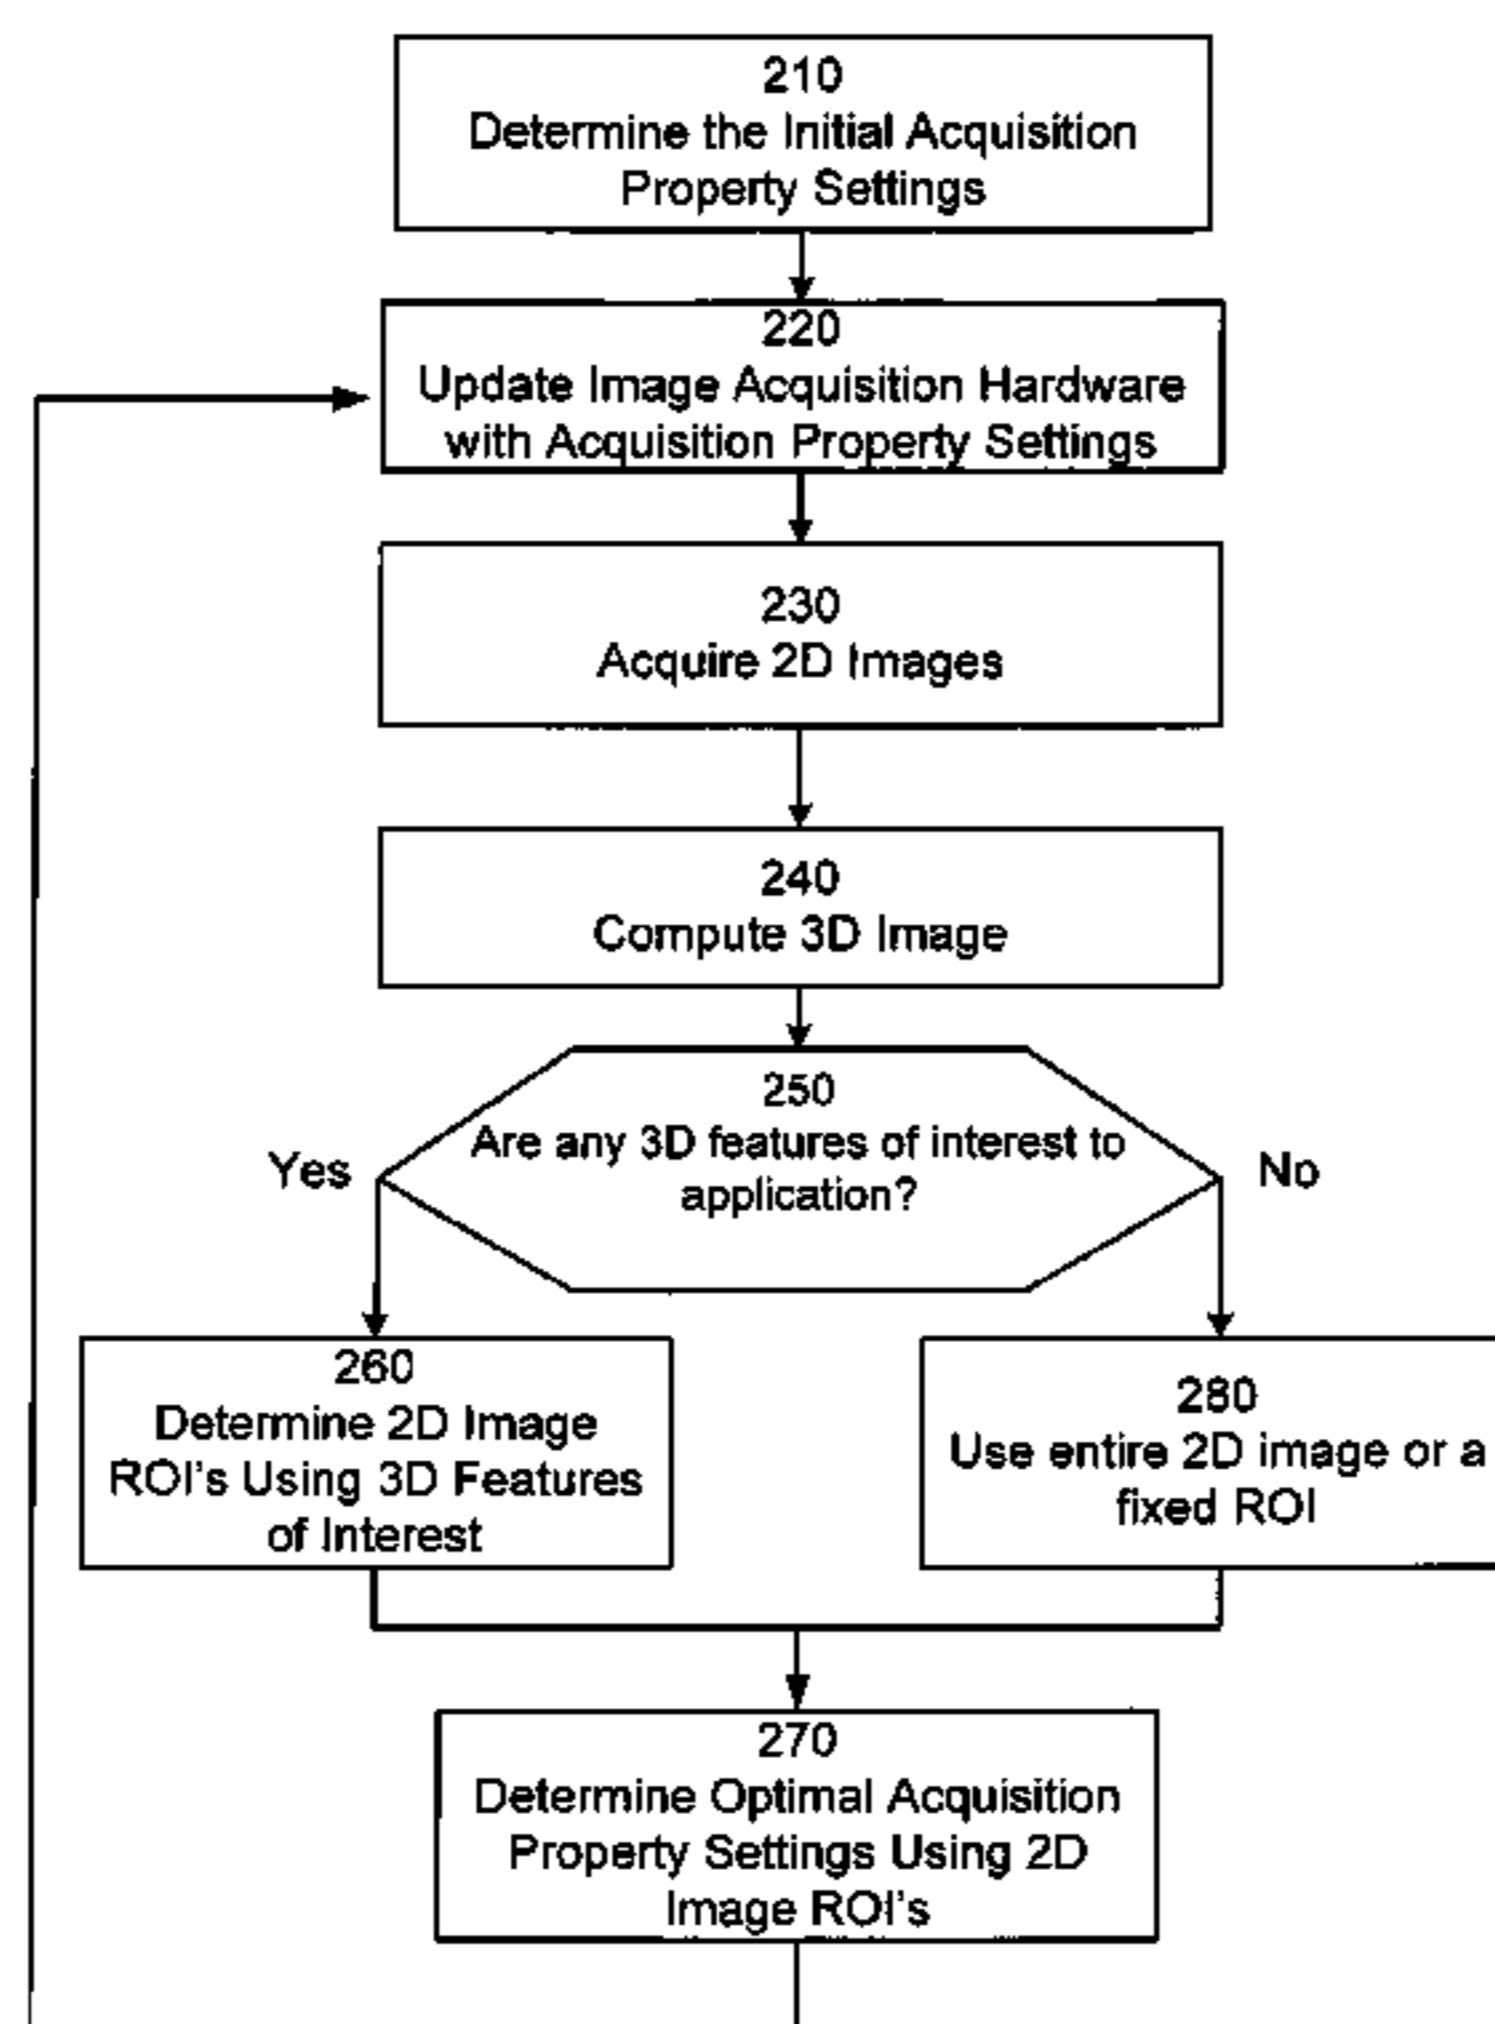 210
Determine the Initial Acquisition
Property Settings
220
Update Image Acquisition Hardware
with Acquisition Property Settings
230
Acquire 2D Images
240
Compute 3D Image
250
Are any 3D features of interest to
application?
Yes
No
260
Determine 2D Image
ROI's Using 3D Features
of Interest
280
Use entire 2D image or a
fixed ROI
270
Determine Optimal Acquisition
Property Settings Using 2D
Image ROI's